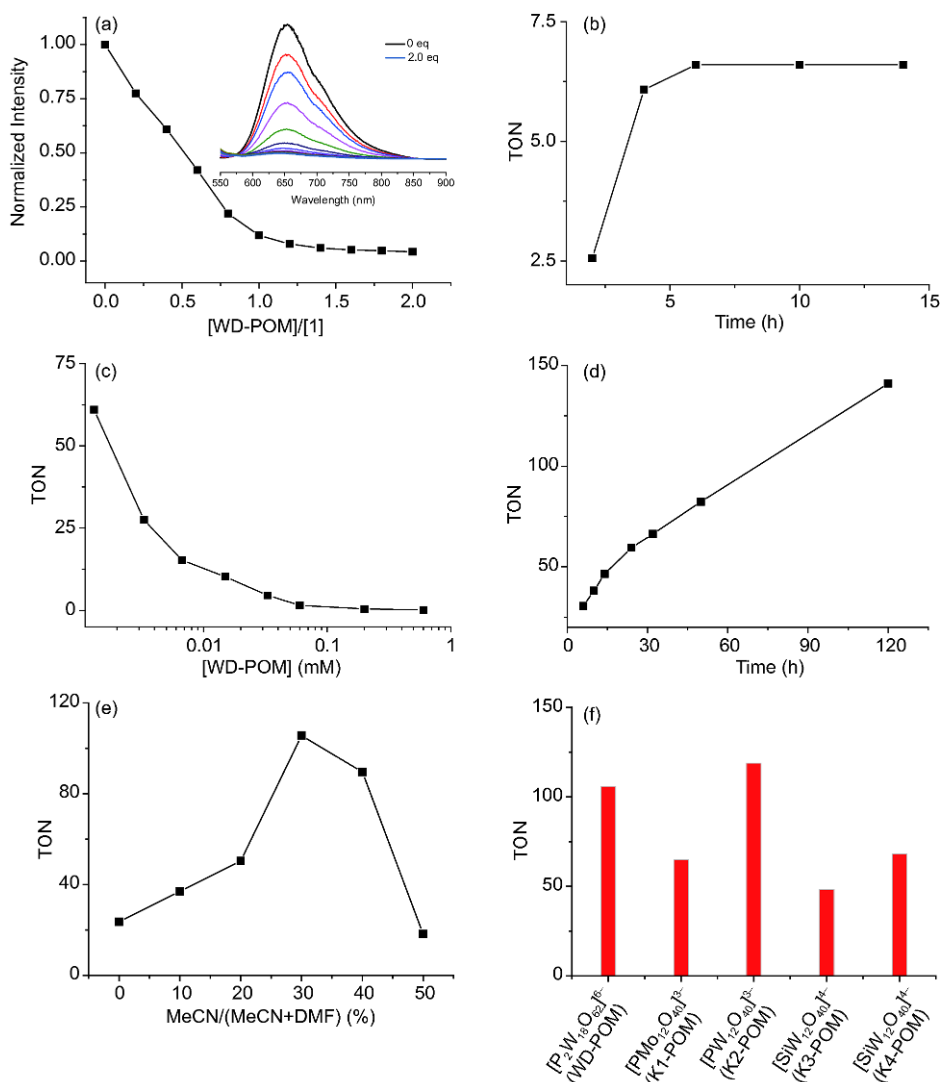 (a)
1.00
0.75
0.50
0.25
0.00
Normalized Intensity
0 eq
2.0 eq
550 600 650 700 750 800 850 900
Wavelength (nm)
0.0 0.5 1.0 1.5 2.0
[WD-POM]/[1]
(b)
7.5
5.0
2.5
TON
5 10 15
Time (h)
(c)
75
50
25
0
TON
0.01 0.1 1
[WD-POM] (mM)
(d)
150
100
50
TON
0 30 60 90 120
Time (h)
(e)
120
80
40
0
TON
0 10 20 30 40 50
MeCN/(MeCN+DMF) (%)
(f)
150
100
50
0
TON
[P₂W₁₈O₆₂]⁶⁻
(WD-POM)
[PMo₁₂O₄₀]³⁻
(K1-POM)
[PW₁₂O₄₀]³⁻
(K2-POM)
[SiW₁₂O₄₀]⁴⁻
(K3-POM)
[SiW₁₂O₄₀]⁴⁻
(K4-POM)